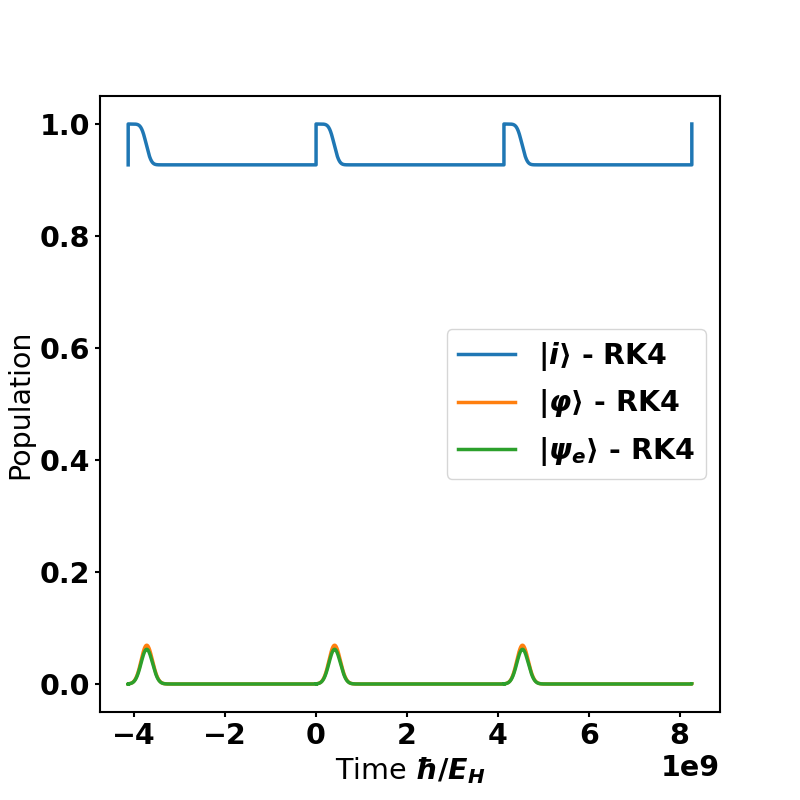 1.0
0.8
0.6
0.4
0.2
0.0
Population
|i⟩ - RK4
|φ⟩ - RK4
|ψₑ⟩ - RK4
−4 −2 0 2 4 6 8
1e9
Time ħ/E_H